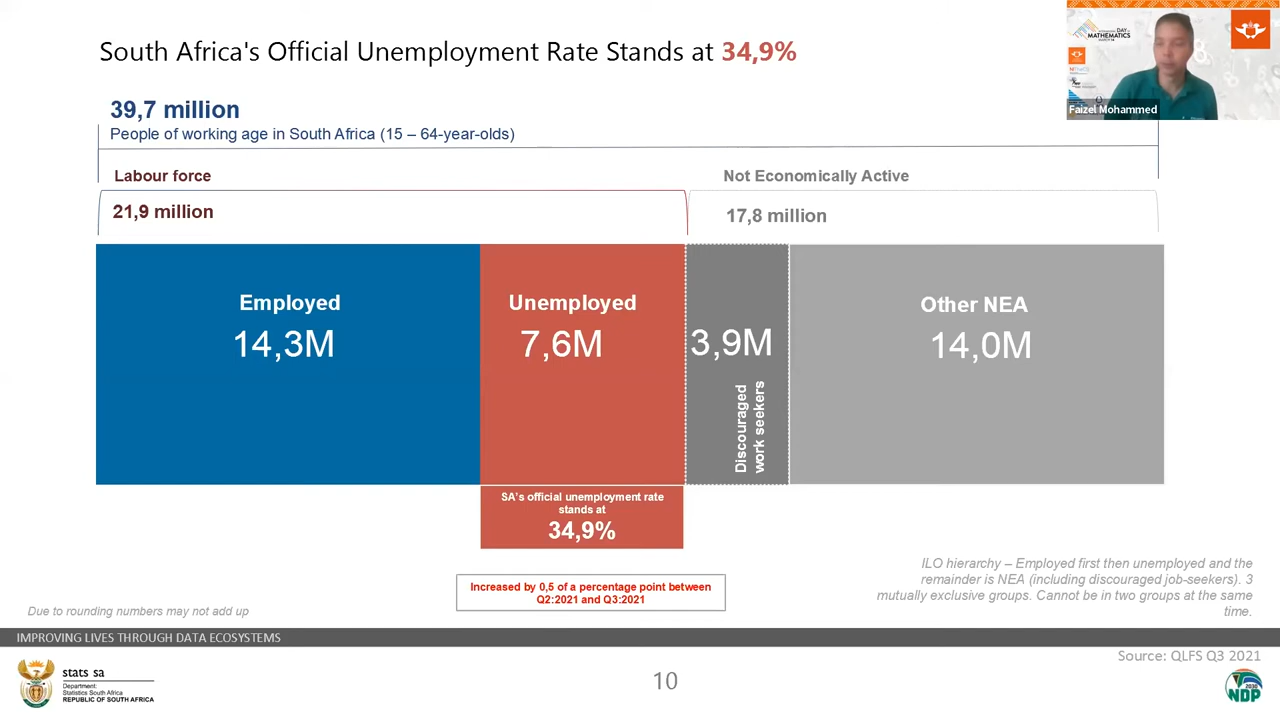 South Africa's Official Unemployment Rate Stands at 34,9%
DAY OF
MATHEMATICS
Faizel Mohammed
39,7 million
People of working age in South Africa (15 – 64-year-olds)
Labour force
21,9 million
Not Economically Active
17,8 million
Employed
14,3M
Unemployed
7,6M
3,9M
Discouraged
work seekers
Other NEA
14,0M
SA's official unemployment rate
stands at
34,9%
Increased by 0,5 of a percentage point between
Q2:2021 and Q3:2021
ILO hierarchy – Employed first then unemployed and the
remainder is NEA (including discouraged job-seekers). 3
mutually exclusive groups. Cannot be in two groups at the same
time.
Due to rounding numbers may not add up
IMPROVING LIVES THROUGH DATA ECOSYSTEMS
Source: QLFS Q3 2021
stats sa
Department:
Statistics South Africa
REPUBLIC OF SOUTH AFRICA
10
2030
NDP